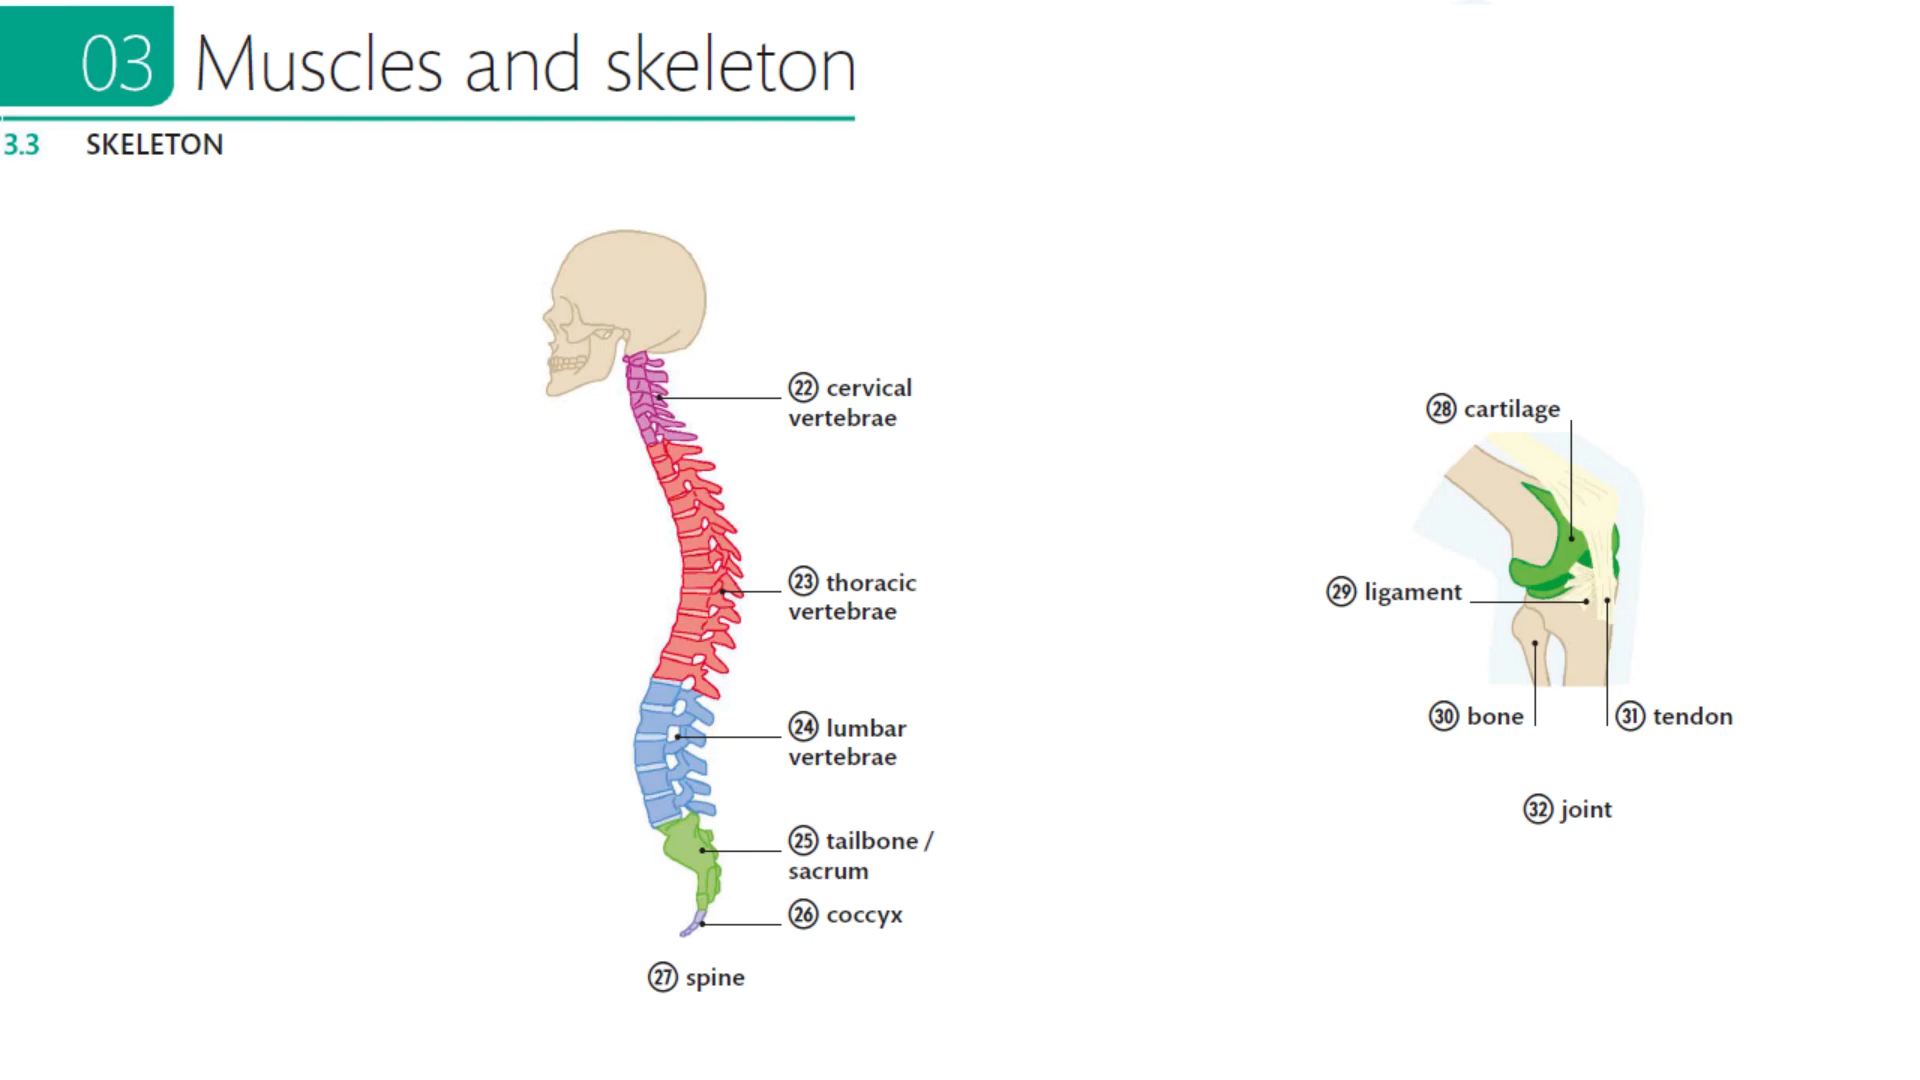 03 Muscles and skeleton
3.3 SKELETON
22 cervical
vertebrae
23 thoracic
vertebrae
24 lumbar
vertebrae
25 tailbone /
sacrum
26 coccyx
27 spine
28 cartilage
29 ligament
30 bone
31 tendon
32 joint